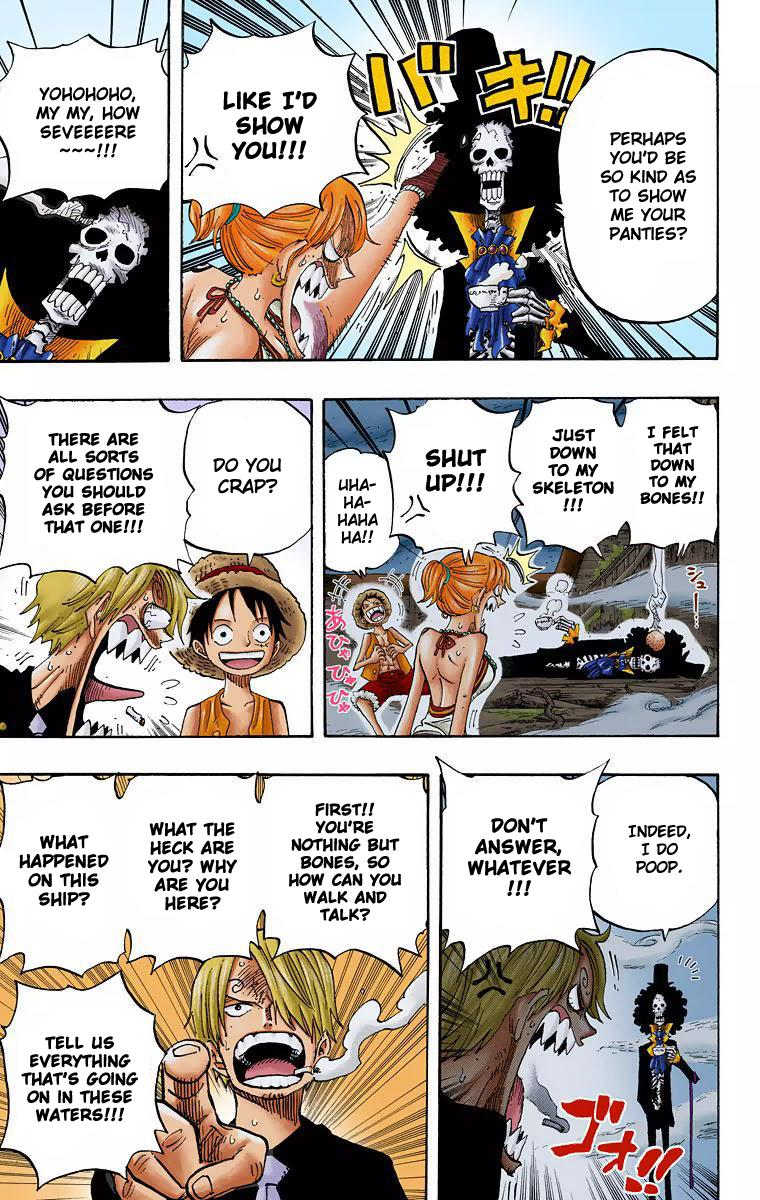 PERHAPS
YOU'D BE
SO KIND AS
TO SHOW
ME YOUR
PANTIES?
バキ!!
LIKE I'D
SHOW
YOU!!!
YOHOHOHO,
MY MY, HOW
SEVEEEERE
~~~!!!
I FELT
THAT
DOWN
TO MY
BONES!!
JUST
DOWN
TO MY
SKELETON
!!!
SHUT
UP!!!
UHA-
HA-
HAHA
HA!!
シュー…
あひゃひゃひゃ
DO YOU
CRAP?
THERE ARE
ALL SORTS
OF QUESTIONS
YOU SHOULD
ASK BEFORE
THAT ONE!!!
INDEED,
I DO
POOP.
DON'T
ANSWER,
WHATEVER
!!!
ゴォ!!
FIRST!!
YOU'RE
NOTHING BUT
BONES, SO
HOW CAN YOU
WALK AND
TALK?
WHAT THE
HECK ARE
YOU? WHY
ARE YOU
HERE?
WHAT
HAPPENED
ON THIS
SHIP?
TELL US
EVERYTHING
THAT'S GOING
ON IN THESE
WATERS!!!